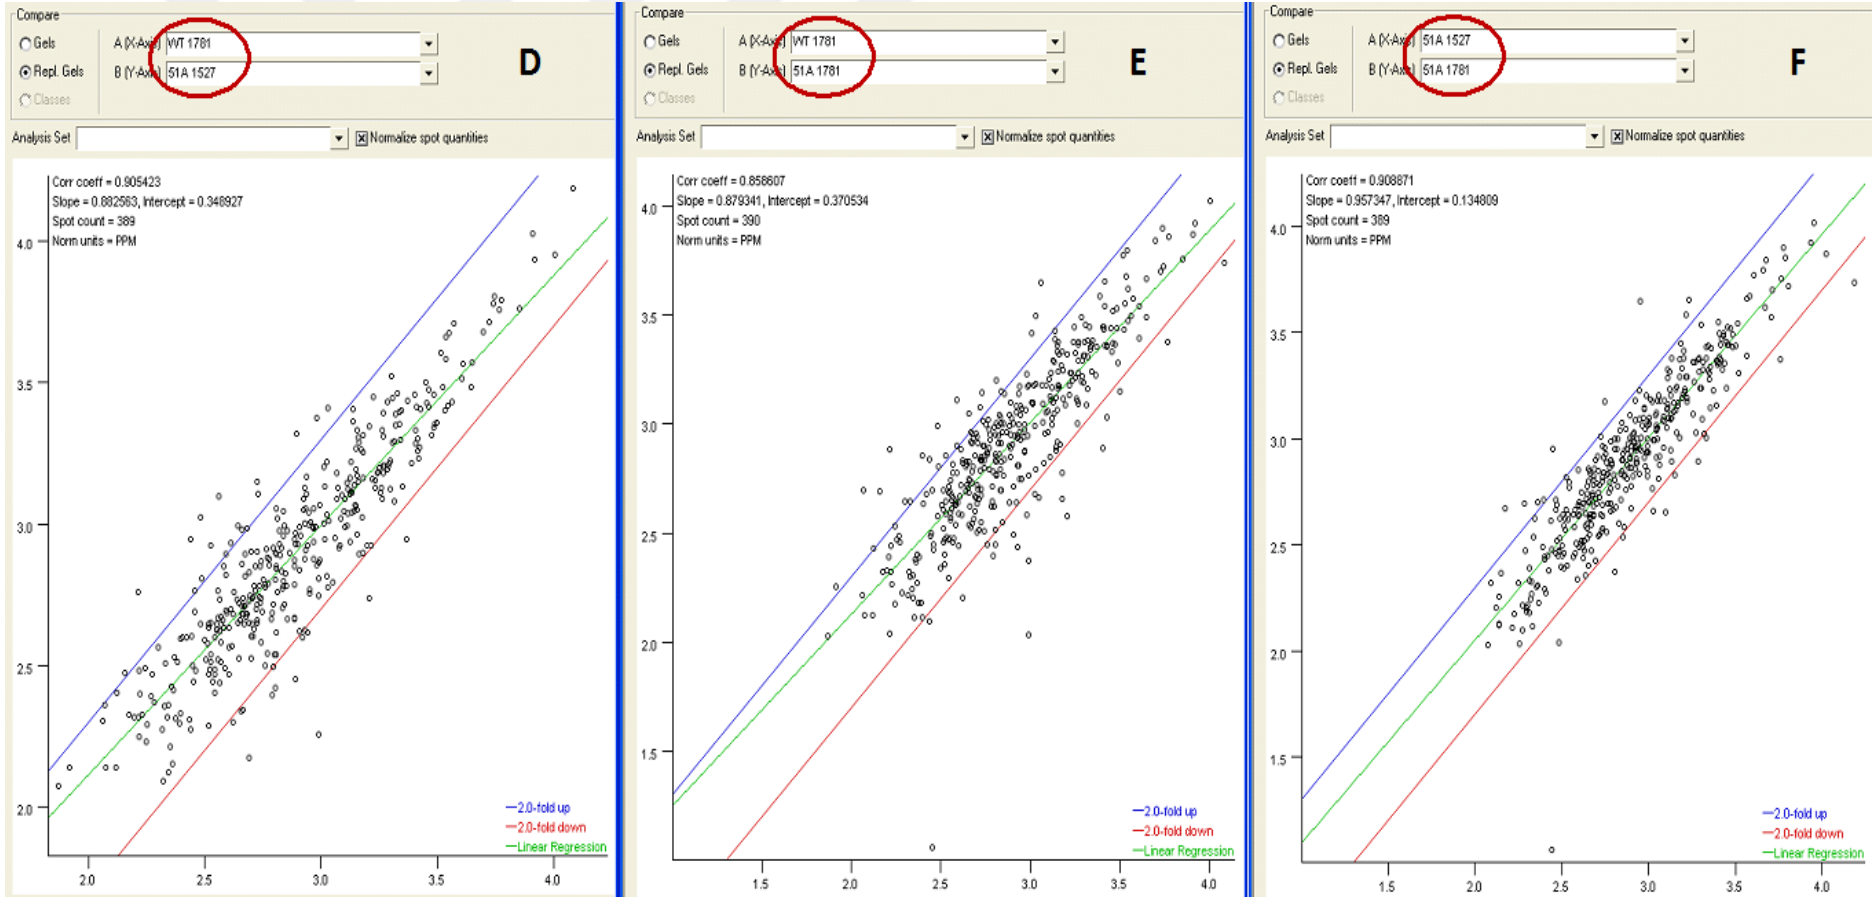 Compare
Gels
A (X-Axis) WT 1781
D
Repl. Gels
B (Y-Axis) 51A 1527
Classes
Analysis Set
Normalize spot quantities
Corr coeff = 0.905423
Slope = 0.882563, Intercept = 0.348927
Spot count = 389
Norm units = PPM
4.0
3.5
3.0
2.5
2.0
2.0-fold up
2.0-fold down
Linear Regression
2.0 2.5 3.0 3.5 4.0
Compare
Gels
A (X-Axis) WT 1781
E
Repl. Gels
B (Y-Axis) 51A 1781
Classes
Analysis Set
Normalize spot quantities
Corr coeff = 0.858607
Slope = 0.879341, Intercept = 0.370534
Spot count = 390
Norm units = PPM
4.0
3.5
3.0
2.5
2.0
1.5
2.0-fold up
2.0-fold down
Linear Regression
1.5 2.0 2.5 3.0 3.5 4.0
Compare
Gels
A (X-Axis) 51A 1527
F
Repl. Gels
B (Y-Axis) 51A 1781
Classes
Analysis Set
Normalize spot quantities
Corr coeff = 0.908871
Slope = 0.957347, Intercept = 0.134809
Spot count = 389
Norm units = PPM
4.0
3.5
3.0
2.5
2.0
1.5
2.0-fold up
2.0-fold down
Linear Regression
1.5 2.0 2.5 3.0 3.5 4.0